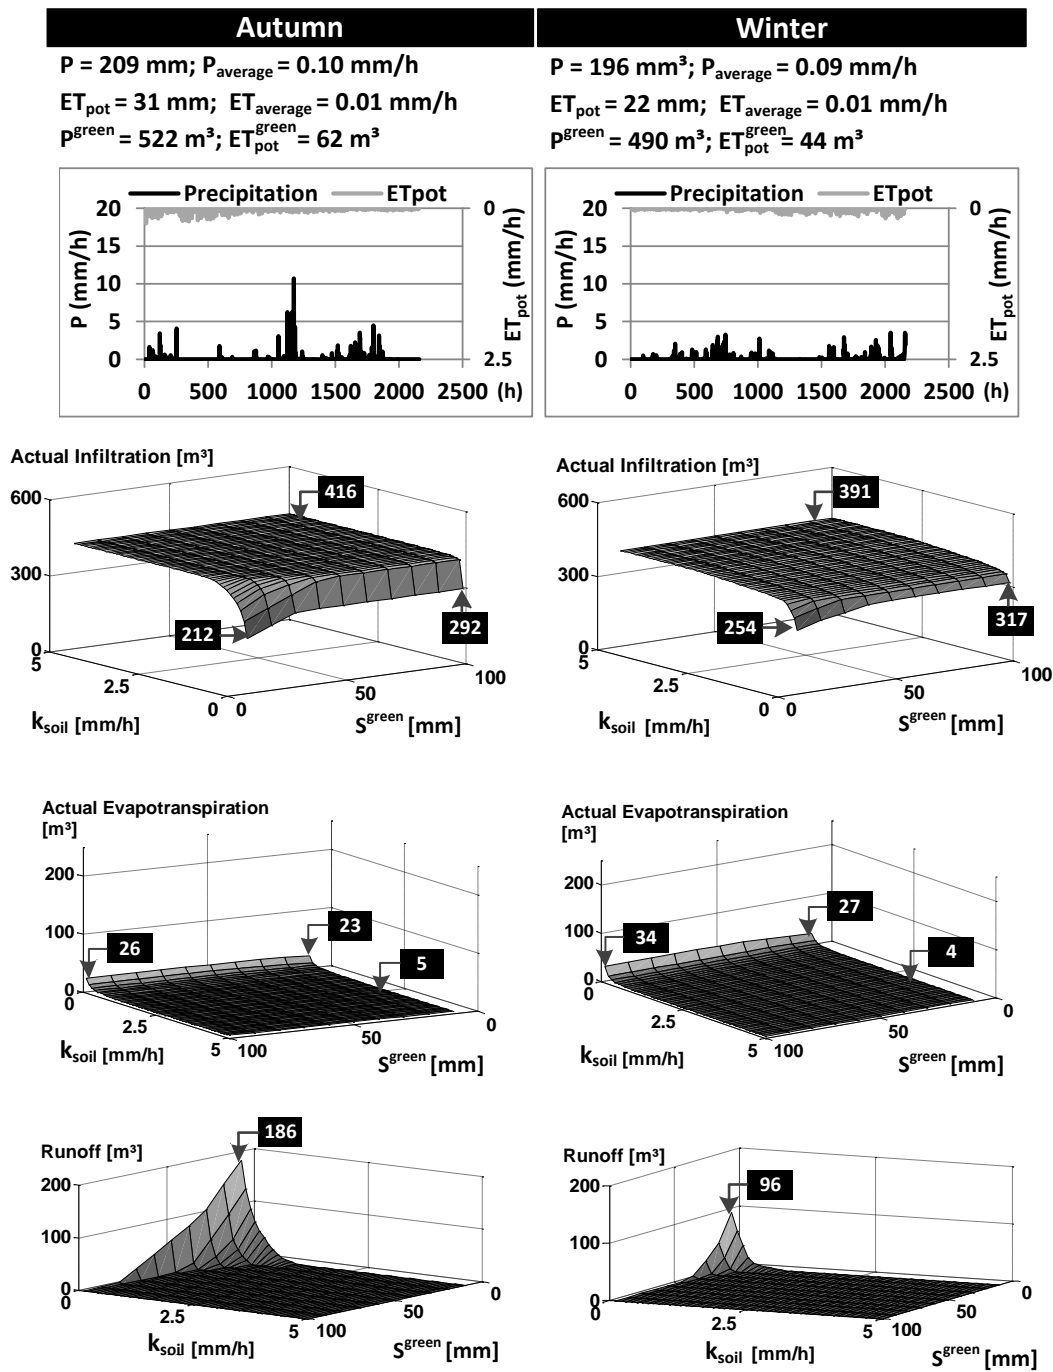 Autumn
P = 209 mm; Paverage = 0.10 mm/h
ETpot = 31 mm; ETaverage = 0.01 mm/h
Pgreen = 522 m³; ETpotgreen = 62 m³
Winter
P = 196 mm³; Paverage = 0.09 mm/h
ETpot = 22 mm; ETaverage = 0.01 mm/h
Pgreen = 490 m³; ETpotgreen = 44 m³
Precipitation ETpot
20 0
15
10
5
0 2.5
P (mm/h)
ETpot (mm/h)
0 500 1000 1500 2000 2500 (h)
Precipitation ETpot
20 0
15
10
5
0 2.5
P (mm/h)
ETpot (mm/h)
0 500 1000 1500 2000 2500 (h)
Actual Infiltration [m³]
600
300
0
416
212
292
5
2.5
0 0
50
100
ksoil [mm/h]
Sgreen [mm]
Actual Infiltration [m³]
600
300
0
391
254
317
5
2.5
0 0
50
100
ksoil [mm/h]
Sgreen [mm]
Actual Evapotranspiration
[m³]
200
100
0
26
23
5
0
2.5
5 100
50
0
ksoil [mm/h]
Sgreen [mm]
Actual Evapotranspiration
[m³]
200
100
0
34
27
4
0
2.5
5 100
50
0
ksoil [mm/h]
Sgreen [mm]
Runoff [m³]
186
200
100
0
0
2.5
5 100
50
0
ksoil [mm/h]
Sgreen [mm]
Runoff [m³]
96
200
100
0
0
2.5
5 100
50
0
ksoil [mm/h]
Sgreen [mm]